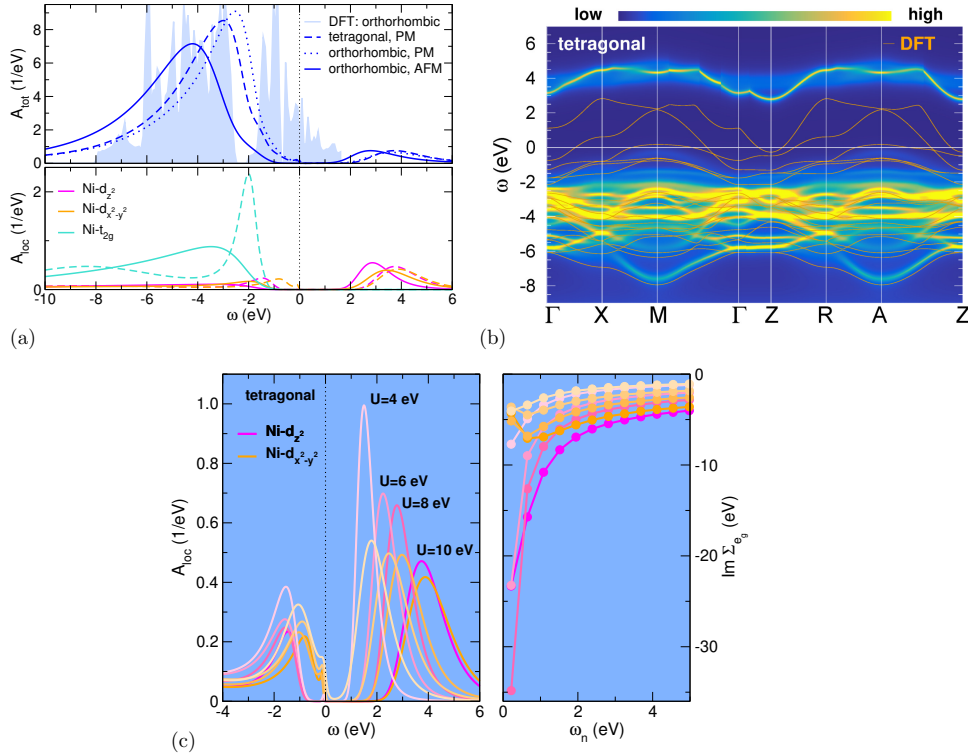 A_tot (1/eV)
8
6
4
2
DFT: orthorhombic
tetragonal, PM
orthorhombic, PM
orthorhombic, AFM
A_loc (1/eV)
2
0
Ni-d_z²
Ni-d_x²-y²
Ni-t_2g
-10 -8 -6 -4 -2 0 2 4 6
ω (eV)
(a)
low high
tetragonal DFT
ω (eV)
6
4
2
0
-2
-4
-6
-8
Γ X M Γ Z R A Z
(b)
tetragonal
Ni-d_z²
Ni-d_x²-y²
U=4 eV
U=6 eV
U=8 eV
U=10 eV
A_loc (1/eV)
1.0
0.8
0.6
0.4
0.2
0
-4 -2 0 2 4 6
ω (eV)
0
-10
-20
-30
Im Σ_e_g (eV)
0 2 4
ω_n (eV)
(c)